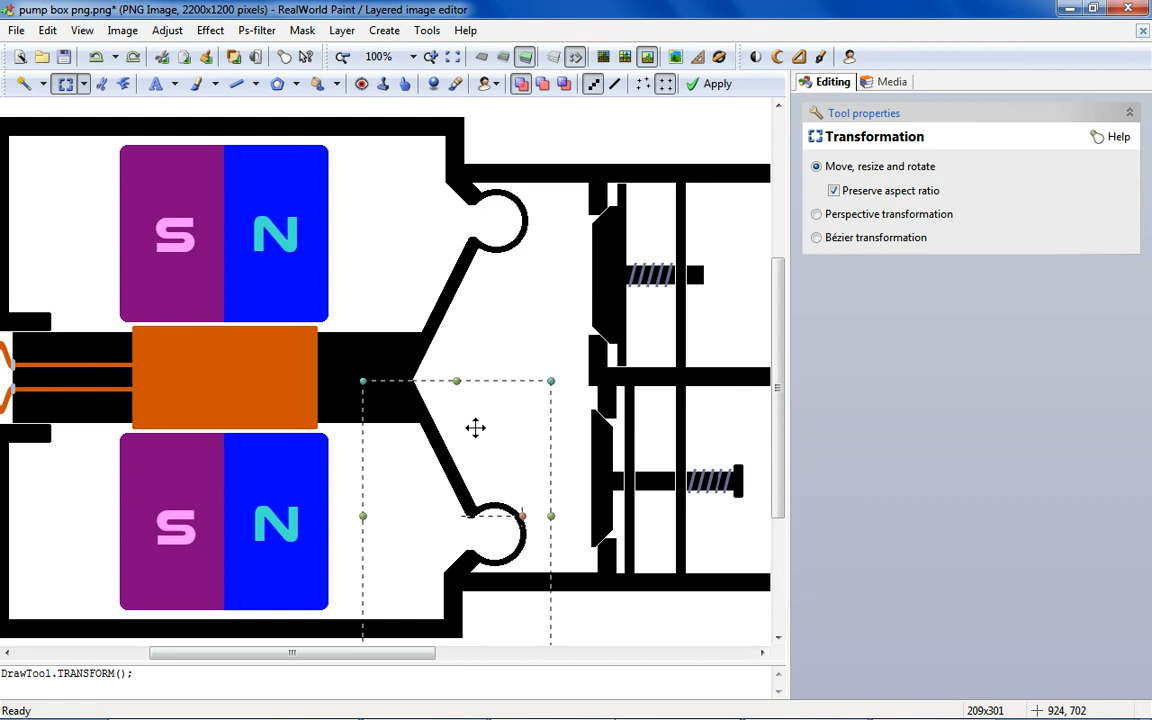 pump box png.png* (PNG Image, 2200x1200 pixels) - RealWorld Paint / Layered image editor
File Edit View Image Adjust Effect Ps-filter Mask Layer Create Tools Help
100%
A Apply
Editing Media
Tool properties
Transformation Help
Move, resize and rotate
Preserve aspect ratio
Perspective transformation
Bézier transformation
S N
S N
DrawTool.TRANSFORM();
Ready 209x301 924, 702